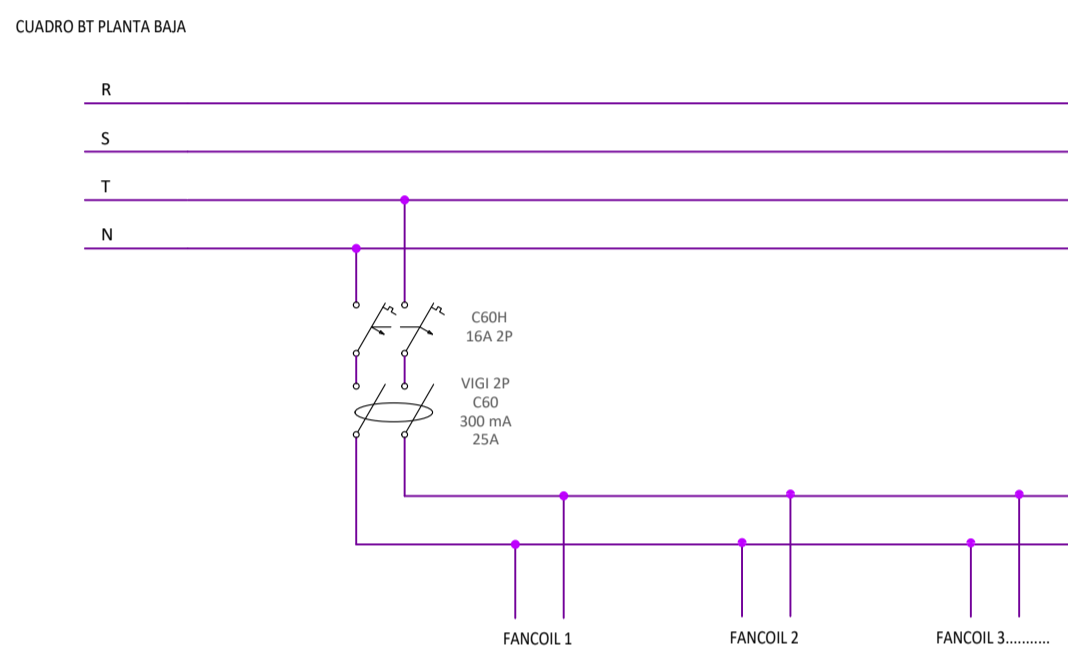 CUADRO BT PLANTA BAJA
R
S
T
N
C60H
16A 2P
VIGI 2P
C60
300 mA
25A
FANCOIL 1
FANCOIL 2
FANCOIL 3...........